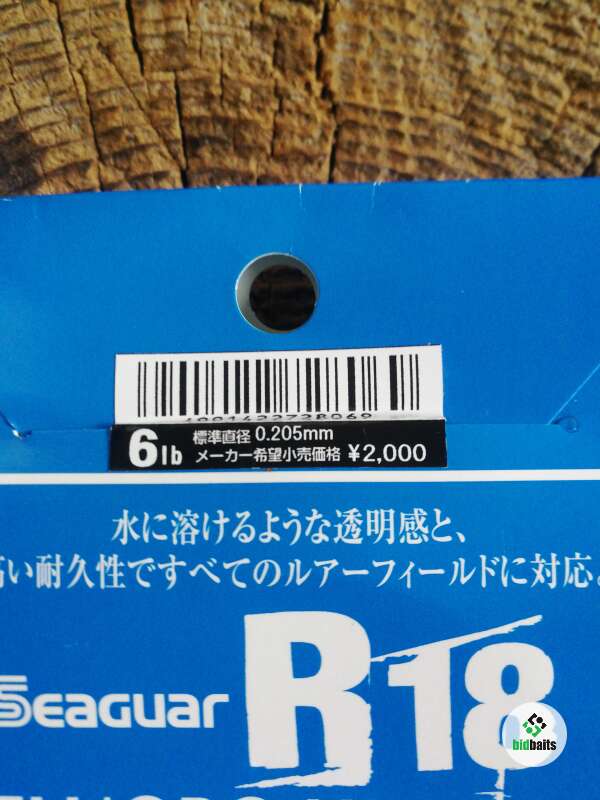 6lb 標準直径 0.205mm
メーカー希望小売価格 ¥2,000
水に溶けるような透明感と、
い耐久性ですべてのルアーフィールドに対応。
Seaguar R18
bidbaits